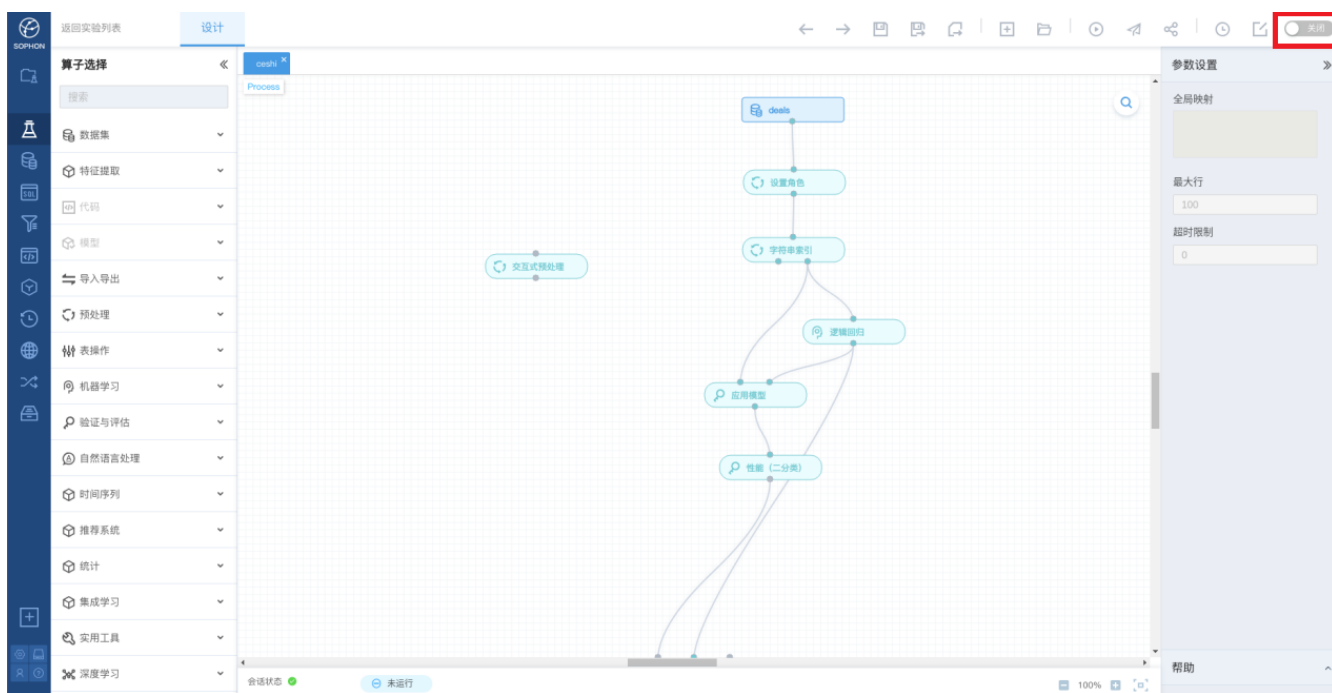 SOPHON
返回实验列表
设计
关闭
算子选择
搜索
数据集
特征提取
代码
模型
导入导出
预处理
表操作
机器学习
验证与评估
自然语言处理
时间序列
推荐系统
统计
集成学习
实用工具
深度学习
SQL
ceshi
Process
deals
设置角色
字符串索引
交互式预处理
逻辑回归
应用模型
性能（二分类）
会话状态
未运行
100%
参数设置
全局映射
最大行
100
超时限制
0
帮助